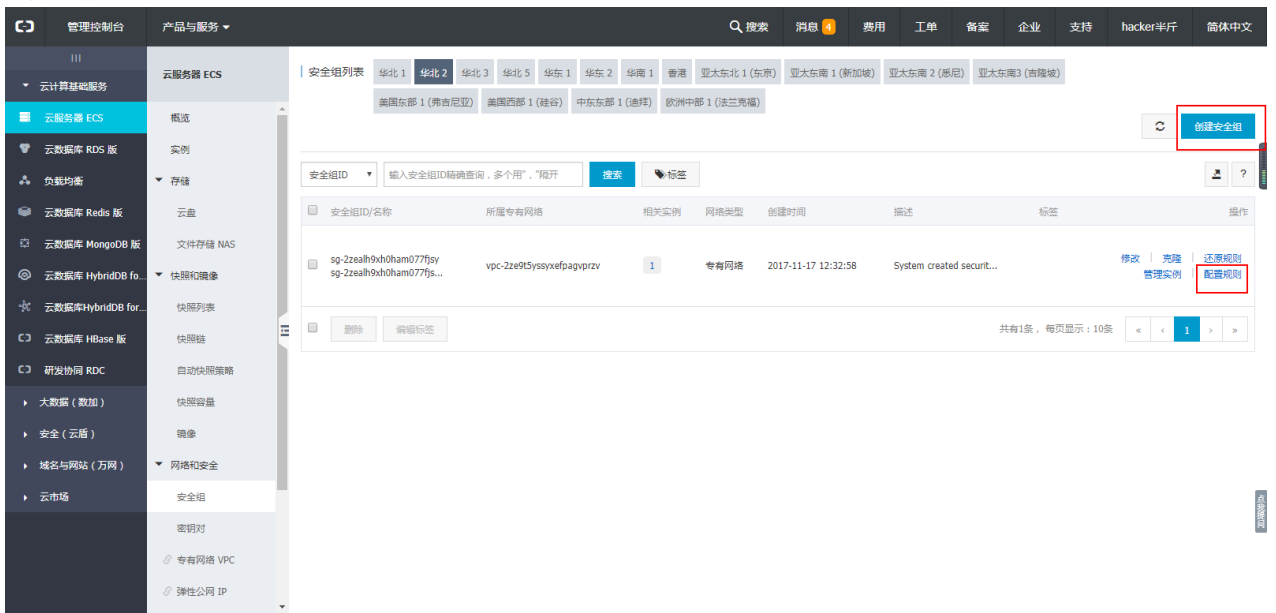 管理控制台 产品与服务 搜索 消息 4 费用 工单 备案 企业 支持 hacker半斤 简体中文
云计算基础服务
云服务器 ECS
云数据库 RDS 版
负载均衡
云数据库 Redis 版
云数据库 MongoDB 版
云数据库 HybridDB fo...
云数据库HybridDB for...
云数据库 HBase 版
研发协同 RDC
大数据 ( 数加 )
安全 ( 云盾 )
域名与网站 ( 万网 )
云市场
云服务器 ECS
概览
实例
存储
云盘
文件存储 NAS
快照和镜像
快照列表
快照链
自动快照策略
快照容量
镜像
网络和安全
安全组
密钥对
专有网络 VPC
弹性公网 IP
安全组列表 华北 1 华北 2 华北 3 华北 5 华东 1 华东 2 华南 1 香港 亚太东北 1 (东京) 亚太东南 1 (新加坡) 亚太东南 2 (悉尼) 亚太东南3 (吉隆坡)
美国东部 1 (弗吉尼亚) 美国西部 1 (硅谷) 中东东部 1 (迪拜) 欧洲中部 1 (法兰克福)
创建安全组
安全组ID 输入安全组ID精确查询，多个用"，"隔开 搜索 标签 ?
安全组ID/名称 所属专有网络 相关实例 网络类型 创建时间 描述 标签 操作
sg-2zealh9xh0ham077fjsy
sg-2zealh9xh0ham077fjs...
vpc-2ze9t5yssyxefpagvprzv 1 专有网络 2017-11-17 12:32:58 System created securit...
修改 克隆 还原规则
管理实例 配置规则
删除 编辑标签 共有1条，每页显示：10条 « ‹ 1 › »
点我提问